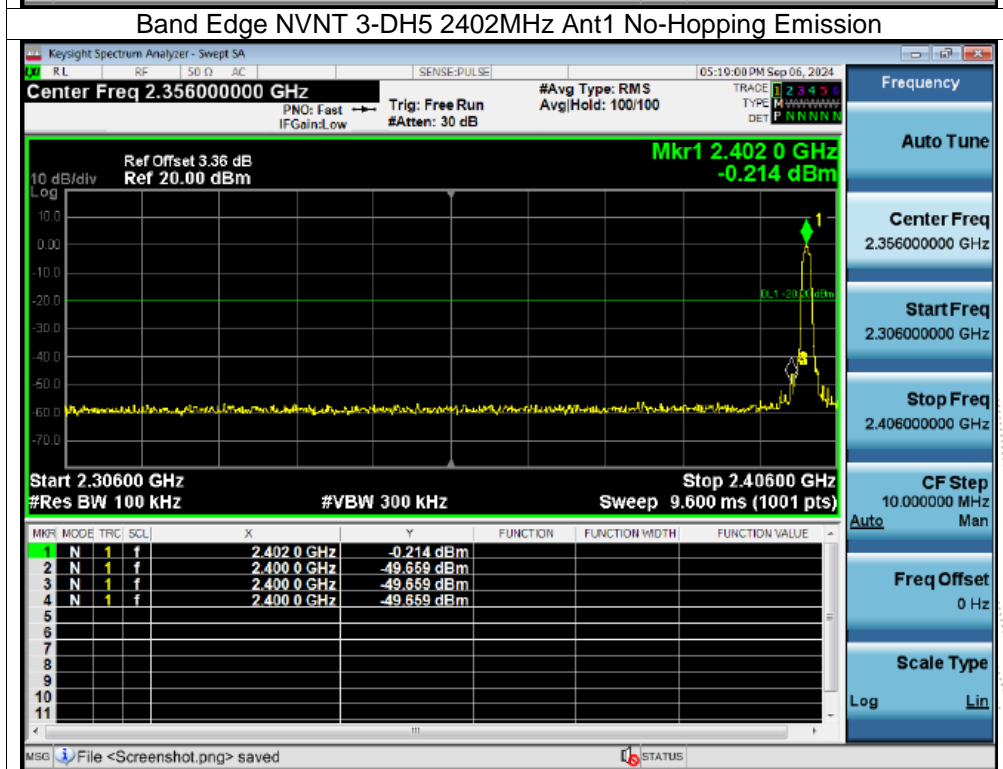 Band Edge NVNT 3-DH5 2402MHz Ant1 No-Hopping Emission
Keysight Spectrum Analyzer - Swept SA
RL RF 50 Ω AC SENSE:PULSE 05:19:00 PM Sep 06, 2024
Center Freq 2.356000000 GHz #Avg Type: RMS TRACE 1 2 3 4 5 6
PNO: Fast Trig: Free Run Avg|Hold: 100/100 TYPE M WWWWW
IFGain:Low #Atten: 30 dB DET P N N N N N
Mkr1 2.402 0 GHz
Ref Offset 3.36 dB
10 dB/div Ref 20.00 dBm -0.214 dBm
Log
10.0
0.00
-10.0
-20.0
-30.0
-40.0
-50.0
-60.0
-70.0
1
3
Start 2.30600 GHz Stop 2.40600 GHz
#Res BW 100 kHz #VBW 300 kHz Sweep 9.600 ms (1001 pts)
MKR MODE TRC SCL X Y FUNCTION FUNCTION WIDTH FUNCTION VALUE
1 N 1 f 2.402 0 GHz -0.214 dBm
2 N 1 f 2.400 0 GHz -49.659 dBm
3 N 1 f 2.400 0 GHz -49.659 dBm
4 N 1 f 2.400 0 GHz -49.659 dBm
5
6
7
8
9
10
11
MSG File <Screenshot.png> saved STATUS
Frequency
Auto Tune
Center Freq
2.356000000 GHz
Start Freq
2.306000000 GHz
Stop Freq
2.406000000 GHz
CF Step
10.000000 MHz
Auto Man
Freq Offset
0 Hz
Scale Type
Log Lin